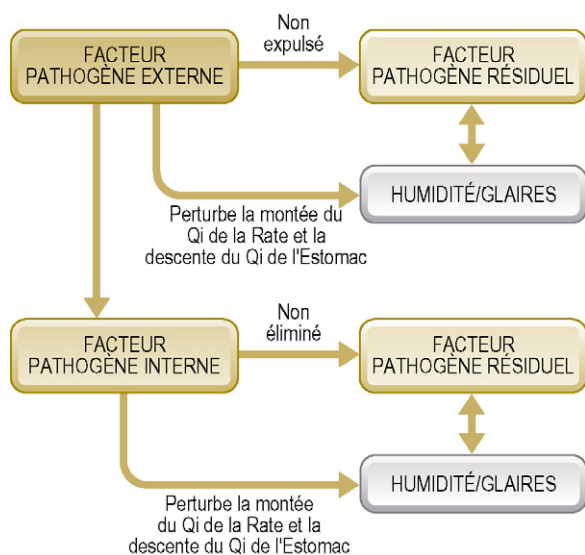 FACTEUR
PATHOGÈNE EXTERNE
Non
expulsé
FACTEUR
PATHOGÈNE RÉSIDUEL
HUMIDITÉ/GLAIRES
Perturbe la montée du
Qi de la Rate et la
descente du Qi de l'Estomac
FACTEUR
PATHOGÈNE INTERNE
Non
éliminé
FACTEUR
PATHOGÈNE RÉSIDUEL
HUMIDITÉ/GLAIRES
Perturbe la montée
du Qi de la Rate et la
descente du Qi de l'Estomac